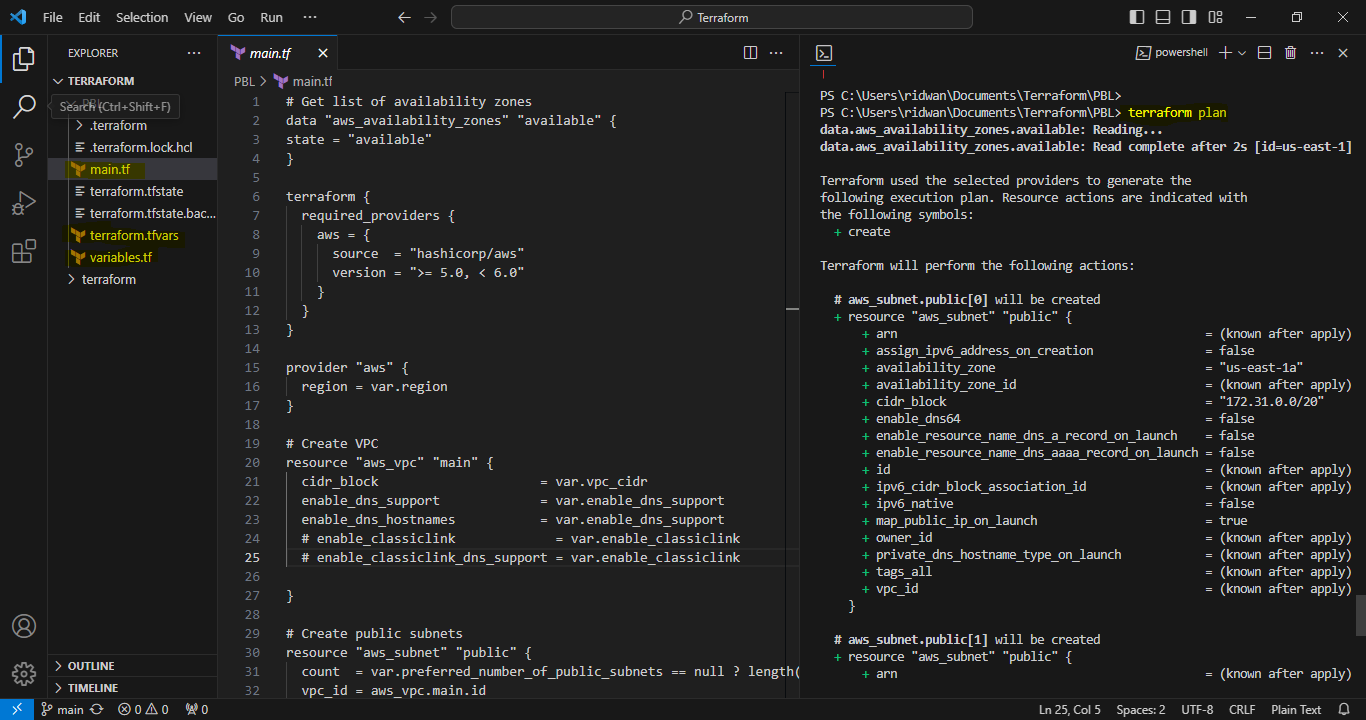 File Edit Selection View Go Run ··· Terraform
EXPLORER ···
TERRAFORM
Search (Ctrl+Shift+F)
.terraform
.terraform.lock.hcl
main.tf
terraform.tfstate
terraform.tfstate.bac...
terraform.tfvars
variables.tf
terraform
OUTLINE
TIMELINE
main.tf
PBL > main.tf
1 # Get list of availability zones
2 data "aws_availability_zones" "available" {
3 state = "available"
4 }
5
6 terraform {
7 required_providers {
8 aws = {
9 source = "hashicorp/aws"
10 version = ">= 5.0, < 6.0"
11 }
12 }
13 }
14
15 provider "aws" {
16 region = var.region
17 }
18
19 # Create VPC
20 resource "aws_vpc" "main" {
21 cidr_block = var.vpc_cidr
22 enable_dns_support = var.enable_dns_support
23 enable_dns_hostnames = var.enable_dns_support
24 # enable_classiclink = var.enable_classiclink
25 # enable_classiclink_dns_support = var.enable_classiclink
26
27 }
28
29 # Create public subnets
30 resource "aws_subnet" "public" {
31 count = var.preferred_number_of_public_subnets == null ? length(
32 vpc_id = aws_vpc.main.id
powershell
PS C:\Users\ridwan\Documents\Terraform\PBL>
PS C:\Users\ridwan\Documents\Terraform\PBL> terraform plan
data.aws_availability_zones.available: Reading...
data.aws_availability_zones.available: Read complete after 2s [id=us-east-1]
Terraform used the selected providers to generate the
following execution plan. Resource actions are indicated with
the following symbols:
+ create
Terraform will perform the following actions:
# aws_subnet.public[0] will be created
+ resource "aws_subnet" "public" {
+ arn = (known after apply)
+ assign_ipv6_address_on_creation = false
+ availability_zone = "us-east-1a"
+ availability_zone_id = (known after apply)
+ cidr_block = "172.31.0.0/20"
+ enable_dns64 = false
+ enable_resource_name_dns_a_record_on_launch = false
+ enable_resource_name_dns_aaaa_record_on_launch = false
+ id = (known after apply)
+ ipv6_cidr_block_association_id = (known after apply)
+ ipv6_native = false
+ map_public_ip_on_launch = true
+ owner_id = (known after apply)
+ private_dns_hostname_type_on_launch = (known after apply)
+ tags_all = (known after apply)
+ vpc_id = (known after apply)
}
# aws_subnet.public[1] will be created
+ resource "aws_subnet" "public" {
+ arn = (known after apply)
main 0 0 0 Ln 25, Col 5 Spaces: 2 UTF-8 CRLF Plain Text